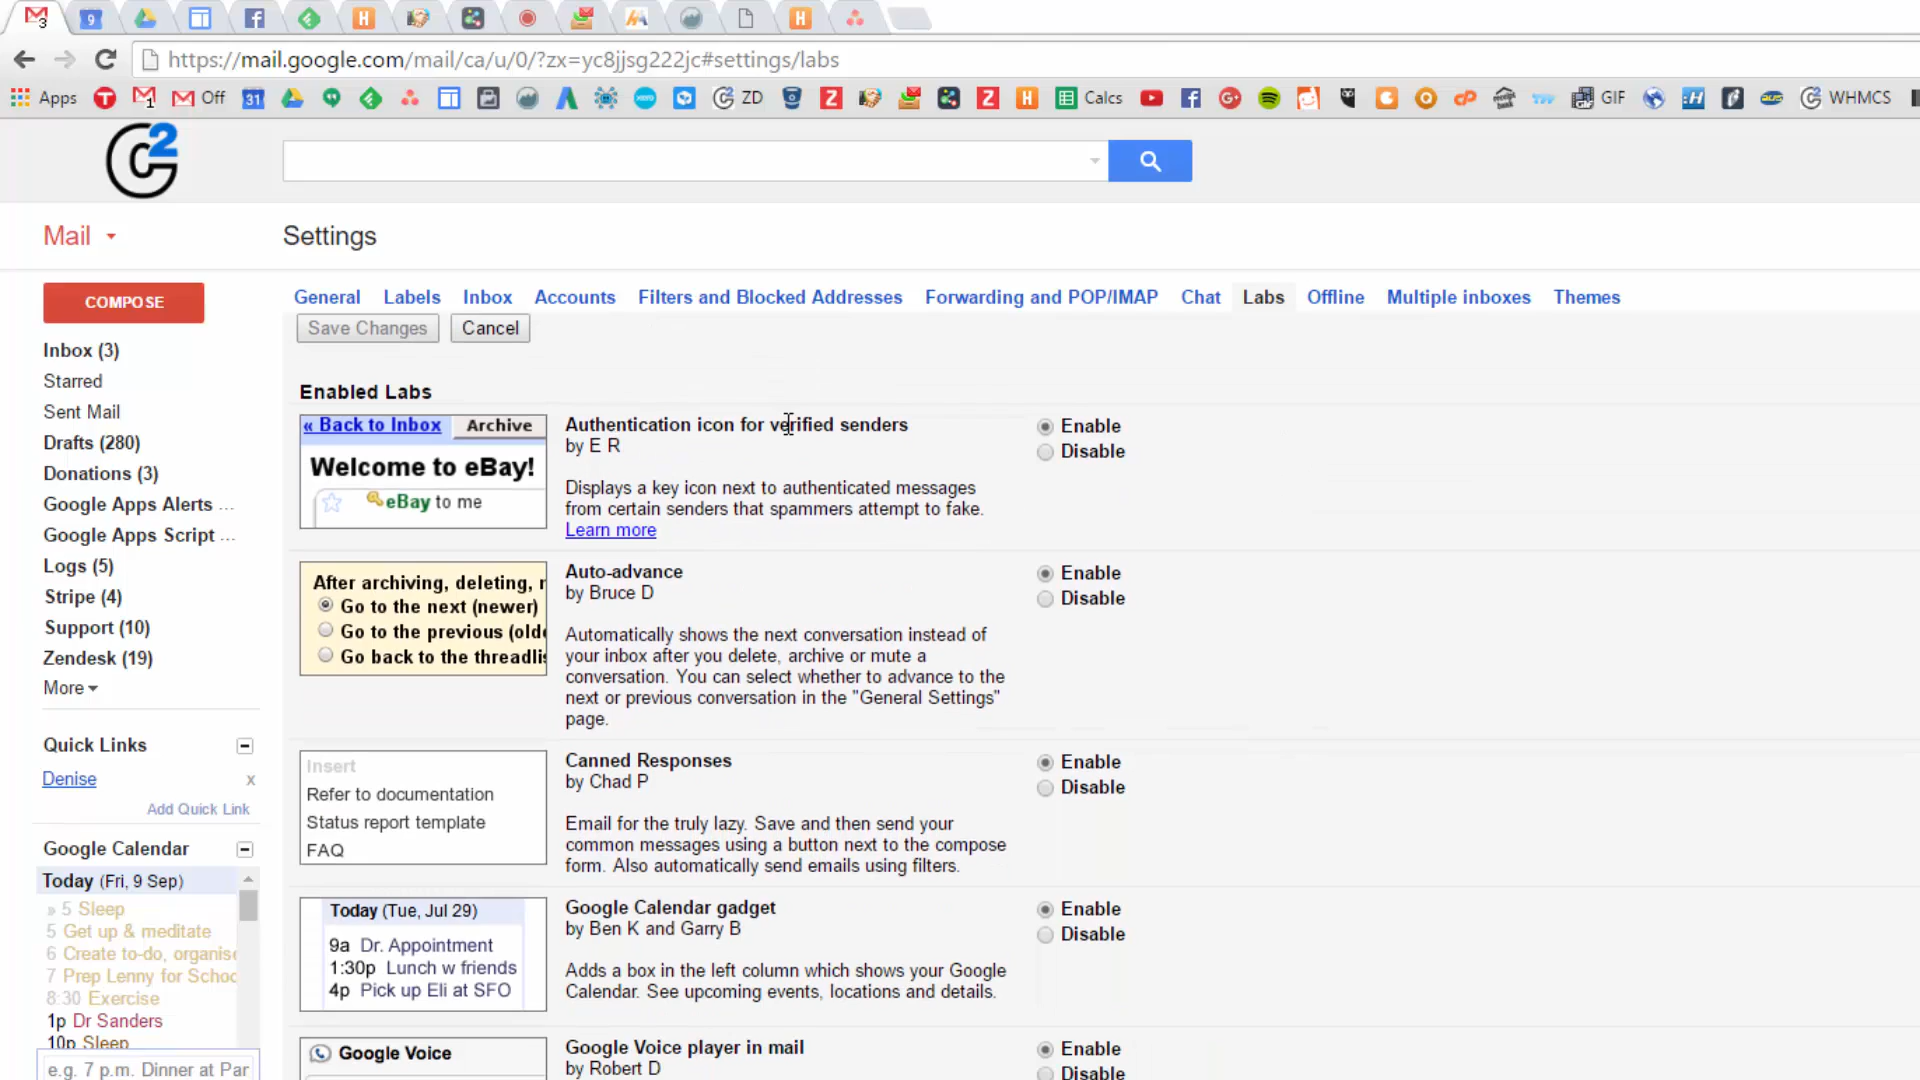 3
9
https://mail.google.com/mail/ca/u/0/?zx=yc8jjsg222jc#settings/labs
Apps
1
Off
31
ZD
Calcs
GIF
WHMCS
C2
Mail
Settings
COMPOSE
General Labels Inbox Accounts Filters and Blocked Addresses Forwarding and POP/IMAP Chat Labs Offline Multiple inboxes Themes
Save Changes Cancel
Inbox (3)
Starred
Sent Mail
Drafts (280)
Donations (3)
Google Apps Alerts ...
Google Apps Script ...
Logs (5)
Stripe (4)
Support (10)
Zendesk (19)
More
Quick Links
Denise x
Add Quick Link
Google Calendar
Today (Fri, 9 Sep)
» 5 Sleep
5 Get up & meditate
6 Create to-do, organise
7 Prep Lenny for Schoo
8:30 Exercise
1p Dr Sanders
10p Sleep
e.g. 7 p.m. Dinner at Par
Enabled Labs
« Back to Inbox Archive
Welcome to eBay!
eBay to me
Authentication icon for verified senders
by E R
Displays a key icon next to authenticated messages
from certain senders that spammers attempt to fake.
Learn more
Enable
Disable
After archiving, deleting, r
Go to the next (newer)
Go to the previous (olde
Go back to the threadlis
Auto-advance
by Bruce D
Automatically shows the next conversation instead of
your inbox after you delete, archive or mute a
conversation. You can select whether to advance to the
next or previous conversation in the "General Settings"
page.
Enable
Disable
Insert
Refer to documentation
Status report template
FAQ
Canned Responses
by Chad P
Email for the truly lazy. Save and then send your
common messages using a button next to the compose
form. Also automatically send emails using filters.
Enable
Disable
Today (Tue, Jul 29)
9a Dr. Appointment
1:30p Lunch w friends
4p Pick up Eli at SFO
Google Calendar gadget
by Ben K and Garry B
Adds a box in the left column which shows your Google
Calendar. See upcoming events, locations and details.
Enable
Disable
Google Voice
Google Voice player in mail
by Robert D
Enable
Disable